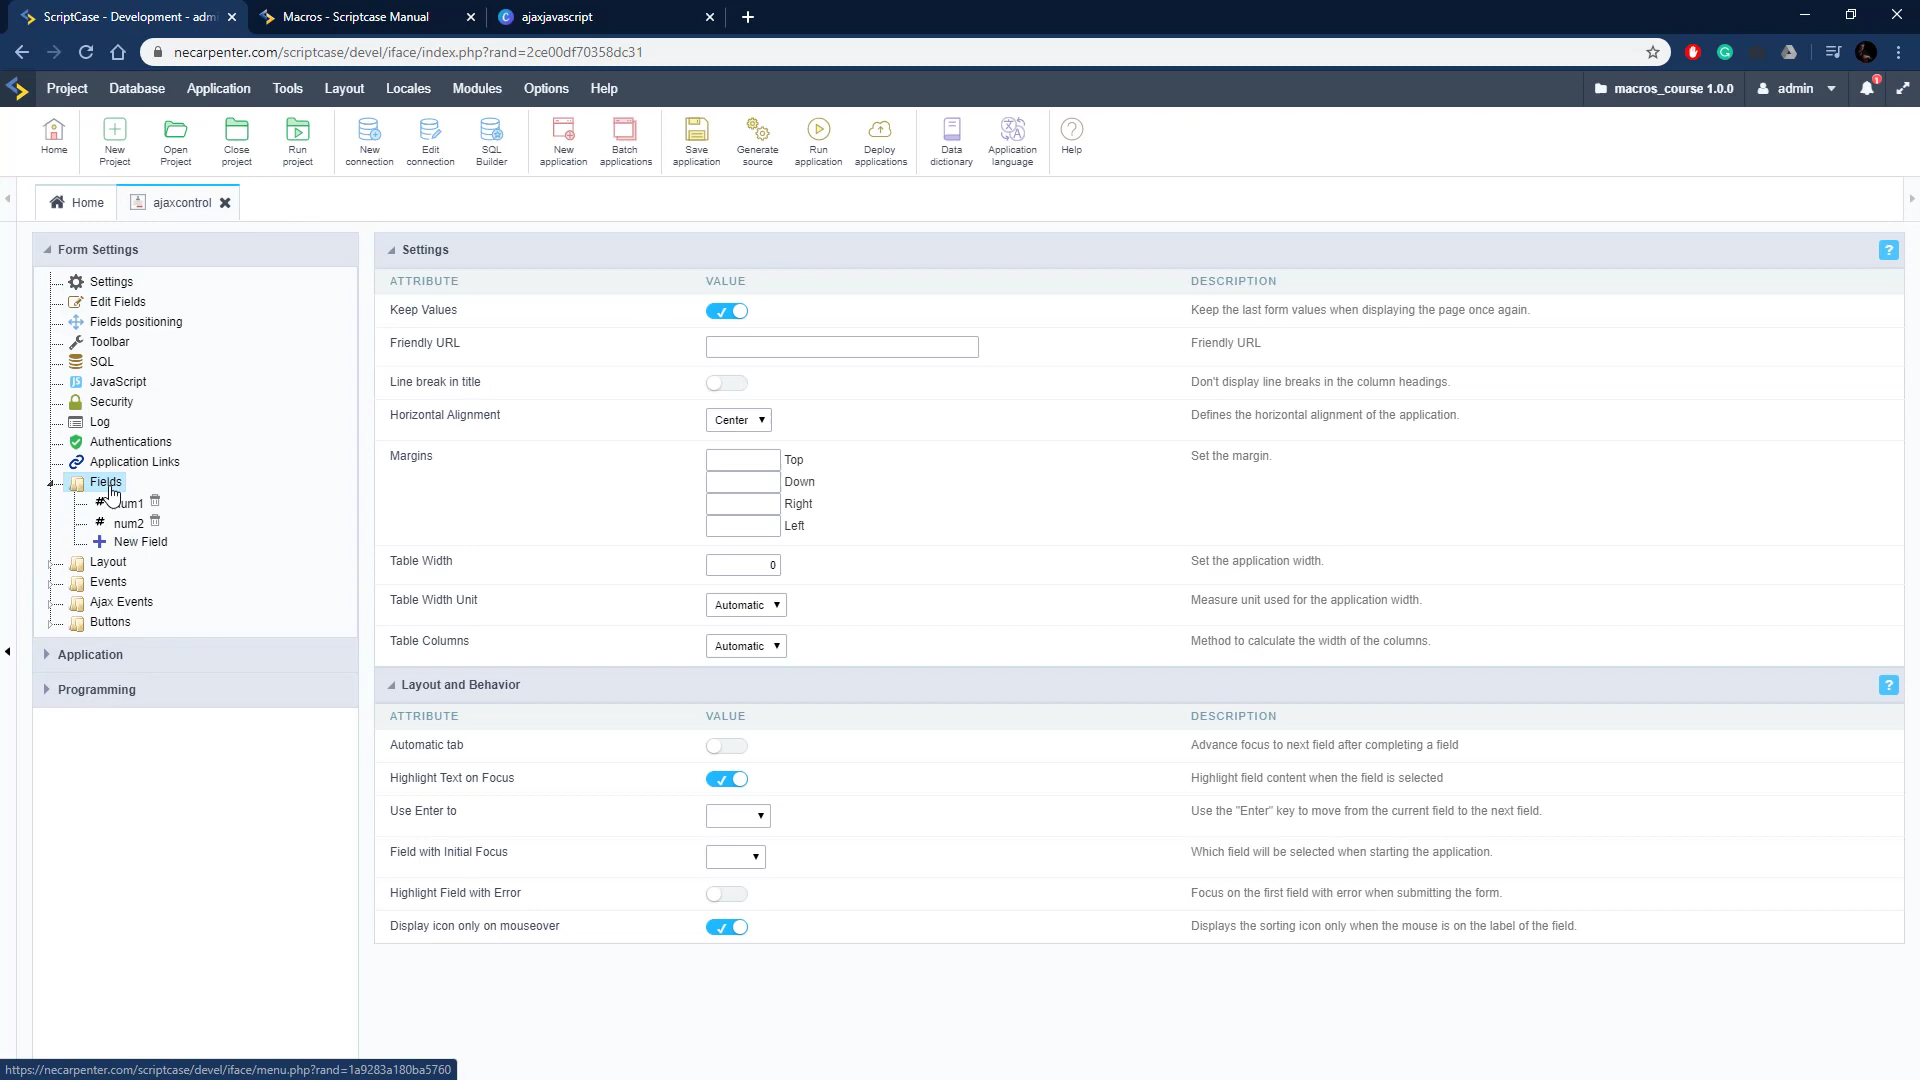 ScriptCase - Development - admi
Macros - Scriptcase Manual
ajaxjavascript
necarpenter.com/scriptcase/devel/iface/index.php?rand=2ce00df70358dc31
Project Database Application Tools Layout Locales Modules Options Help
macros_course 1.0.0
admin
1
Home
New Project
Open Project
Close project
Run project
New connection
Edit connection
SQL Builder
New application
Batch applications
Save application
Generate source
Run application
Deploy applications
Data dictionary
Application language
Help
Home
ajaxcontrol
Form Settings
Settings
Edit Fields
Fields positioning
Toolbar
SQL
JavaScript
Security
Log
Authentications
Application Links
Fields
num1
num2
New Field
Layout
Events
Ajax Events
Buttons
Application
Programming
Settings
?
ATTRIBUTE VALUE DESCRIPTION
Keep Values Keep the last form values when displaying the page once again.
Friendly URL Friendly URL
Line break in title Don't display line breaks in the column headings.
Horizontal Alignment Center Defines the horizontal alignment of the application.
Margins Top Set the margin.
Down
Right
Left
Table Width 0 Set the application width.
Table Width Unit Automatic Measure unit used for the application width.
Table Columns Automatic Method to calculate the width of the columns.
Layout and Behavior
?
ATTRIBUTE VALUE DESCRIPTION
Automatic tab Advance focus to next field after completing a field
Highlight Text on Focus Highlight field content when the field is selected
Use Enter to Use the "Enter" key to move from the current field to the next field.
Field with Initial Focus Which field will be selected when starting the application.
Highlight Field with Error Focus on the first field with error when submitting the form.
Display icon only on mouseover Displays the sorting icon only when the mouse is on the label of the field.
https://necarpenter.com/scriptcase/devel/iface/menu.php?rand=1a9283a180ba5760